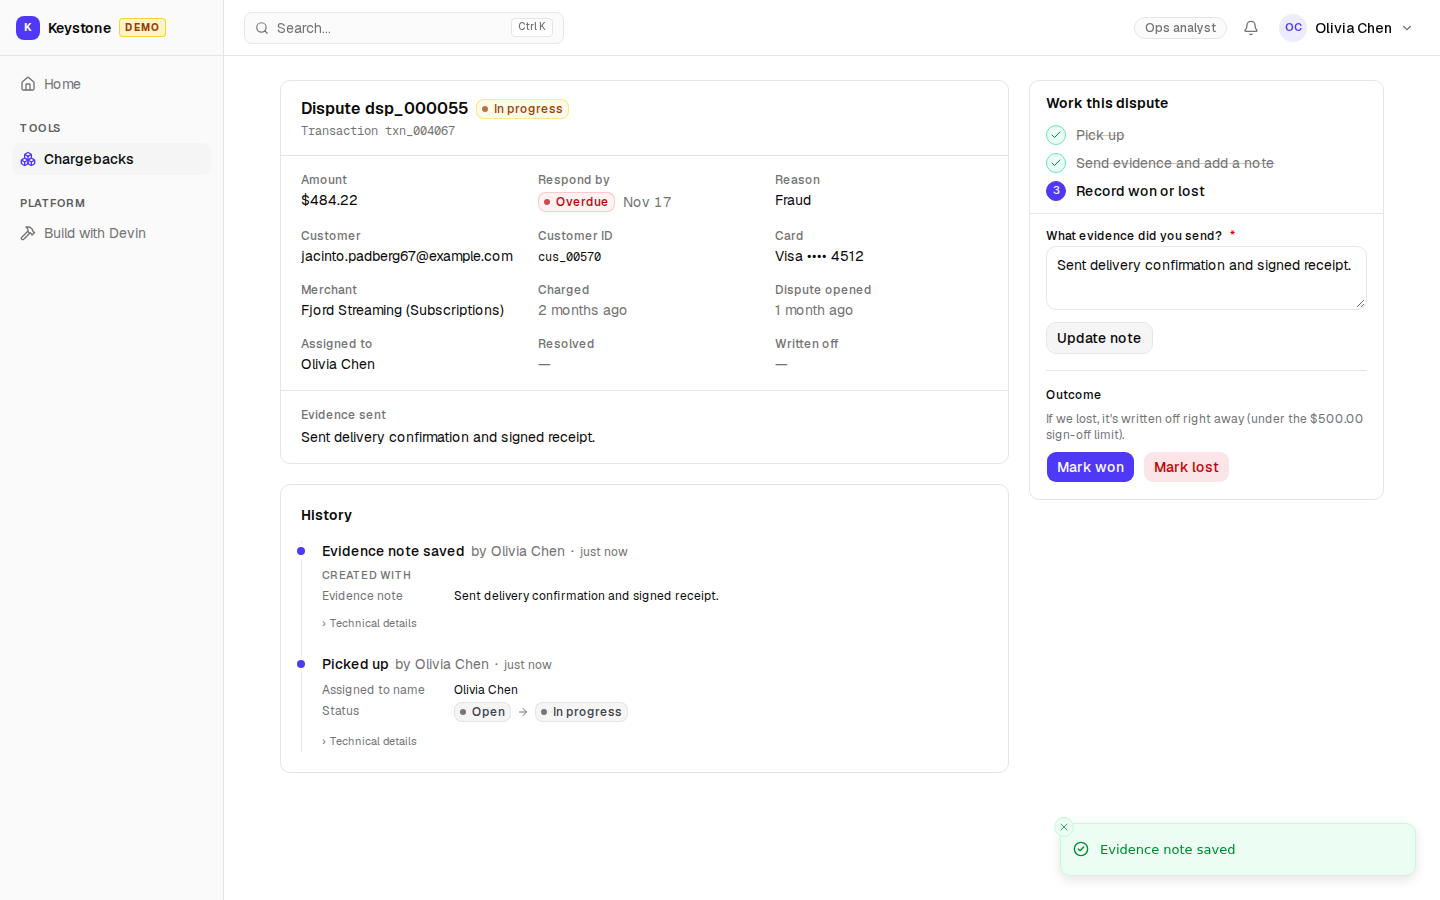 K Keystone DEMO
Search... Ctrl K
Ops analyst
OC Olivia Chen
Home
TOOLS
Chargebacks
PLATFORM
Build with Devin
Dispute dsp_000055 In progress
Transaction txn_004067
Amount Respond by Reason
$484.22 Overdue Nov 17 Fraud
Customer Customer ID Card
jacinto.padberg67@example.com cus_00570 Visa •••• 4512
Merchant Charged Dispute opened
Fjord Streaming (Subscriptions) 2 months ago 1 month ago
Assigned to Resolved Written off
Olivia Chen — —
Evidence sent
Sent delivery confirmation and signed receipt.
History
Evidence note saved by Olivia Chen · just now
CREATED WITH
Evidence note Sent delivery confirmation and signed receipt.
› Technical details
Picked up by Olivia Chen · just now
Assigned to name Olivia Chen
Status Open → In progress
› Technical details
Work this dispute
Pick up
Send evidence and add a note
3 Record won or lost
What evidence did you send? *
Sent delivery confirmation and signed receipt.
Update note
Outcome
If we lost, it's written off right away (under the $500.00
sign-off limit).
Mark won Mark lost
Evidence note saved